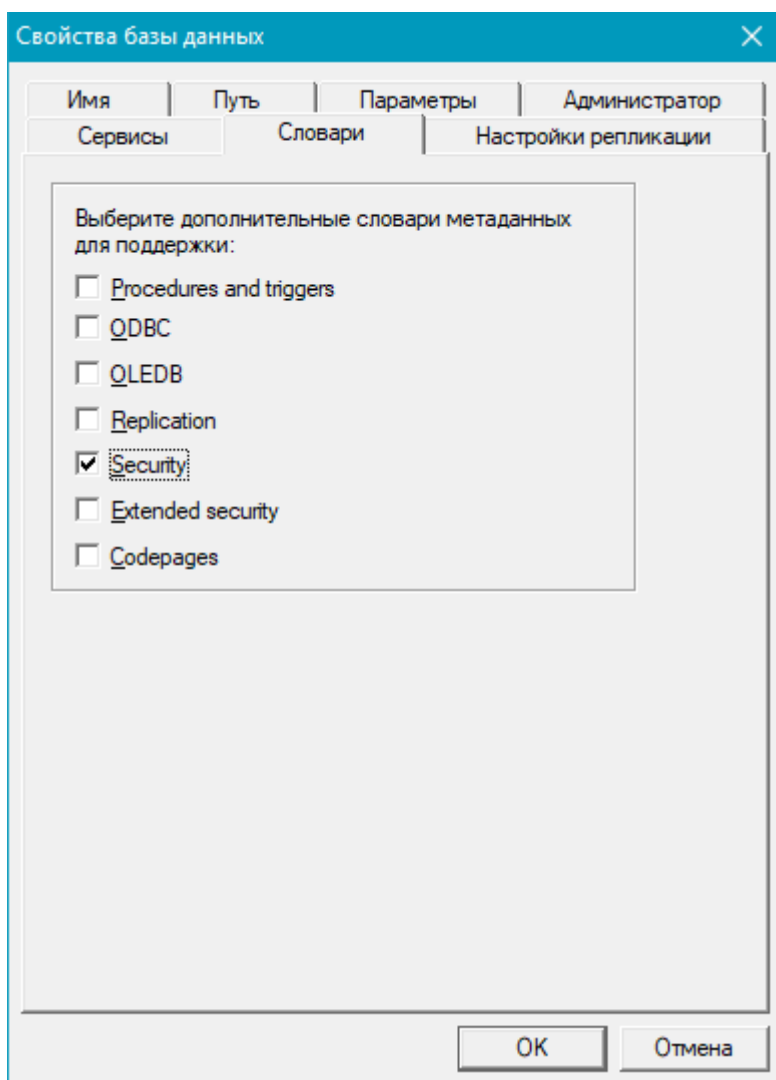 Свойства базы данных
Имя
Путь
Параметры
Администратор
Сервисы
Словари
Настройки репликации
Выберите дополнительные словари метаданных
для поддержки:
Procedures and triggers
ODBC
OLEDB
Replication
Security
Extended security
Codepages
OK
Отмена